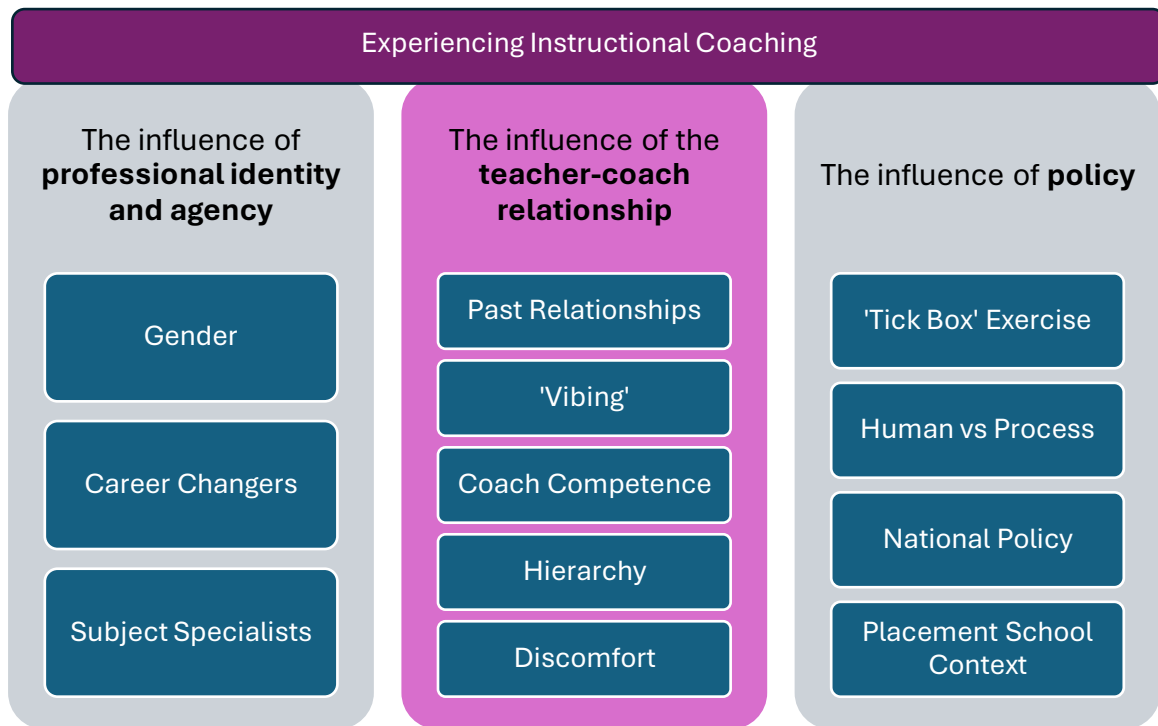 Experiencing Instructional Coaching
The influence of
professional identity
and agency
Gender
Career Changers
Subject Specialists
The influence of the
teacher-coach
relationship
Past Relationships
'Vibing'
Coach Competence
Hierarchy
Discomfort
The influence of policy
'Tick Box' Exercise
Human vs Process
National Policy
Placement School
Context